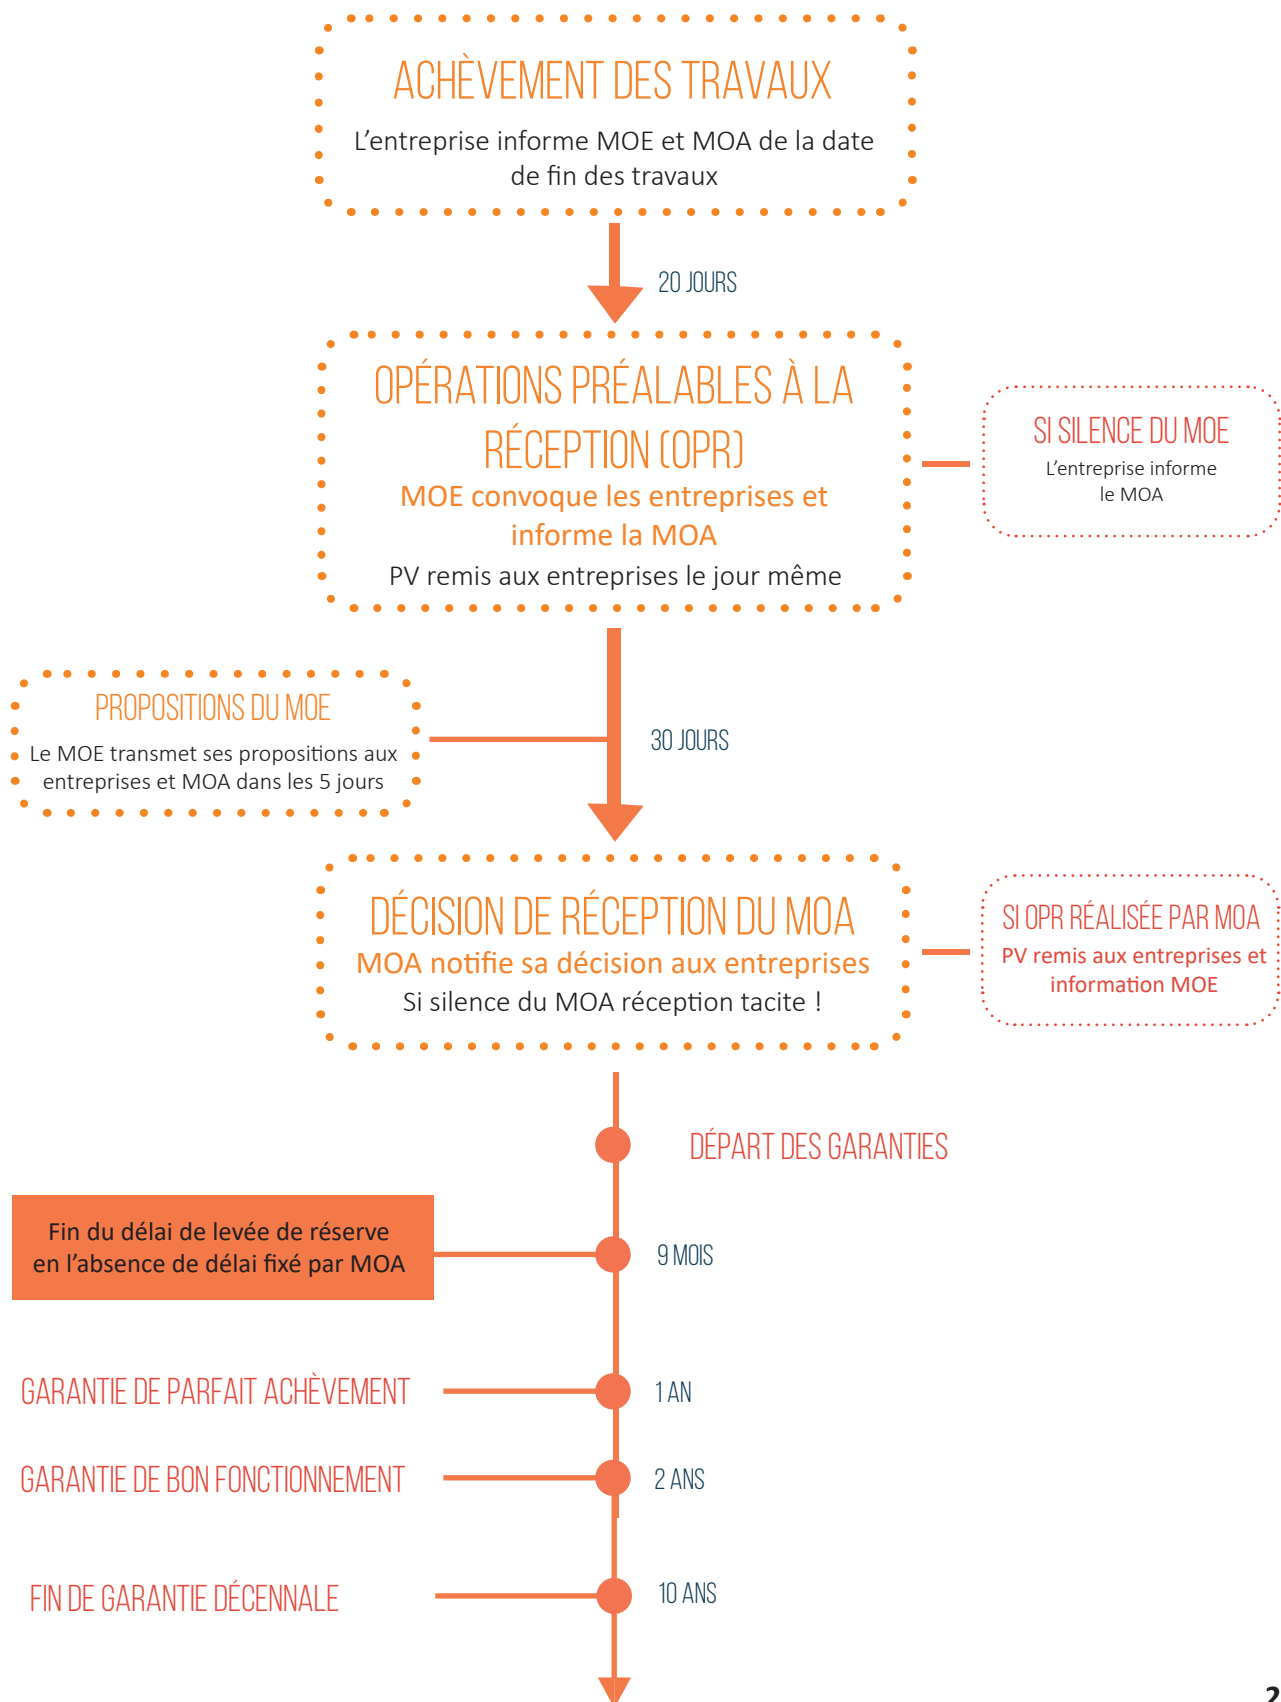 ACHÈVEMENT DES TRAVAUX
L’entreprise informe MOE et MOA de la date
de fin des travaux
20 JOURS
OPÉRATIONS PRÉALABLES À LA
RÉCEPTION (OPR)
MOE convoque les entreprises et
informe la MOA
PV remis aux entreprises le jour même
SI SILENCE DU MOE
L’entreprise informe
le MOA
PROPOSITIONS DU MOE
Le MOE transmet ses propositions aux
entreprises et MOA dans les 5 jours
30 JOURS
DÉCISION DE RÉCEPTION DU MOA
MOA notifie sa décision aux entreprises
Si silence du MOA réception tacite !
SI OPR RÉALISÉE PAR MOA
PV remis aux entreprises et
information MOE
DÉPART DES GARANTIES
Fin du délai de levée de réserve
en l’absence de délai fixé par MOA
9 MOIS
GARANTIE DE PARFAIT ACHÈVEMENT
1 AN
GARANTIE DE BON FONCTIONNEMENT
2 ANS
FIN DE GARANTIE DÉCENNALE
10 ANS
2